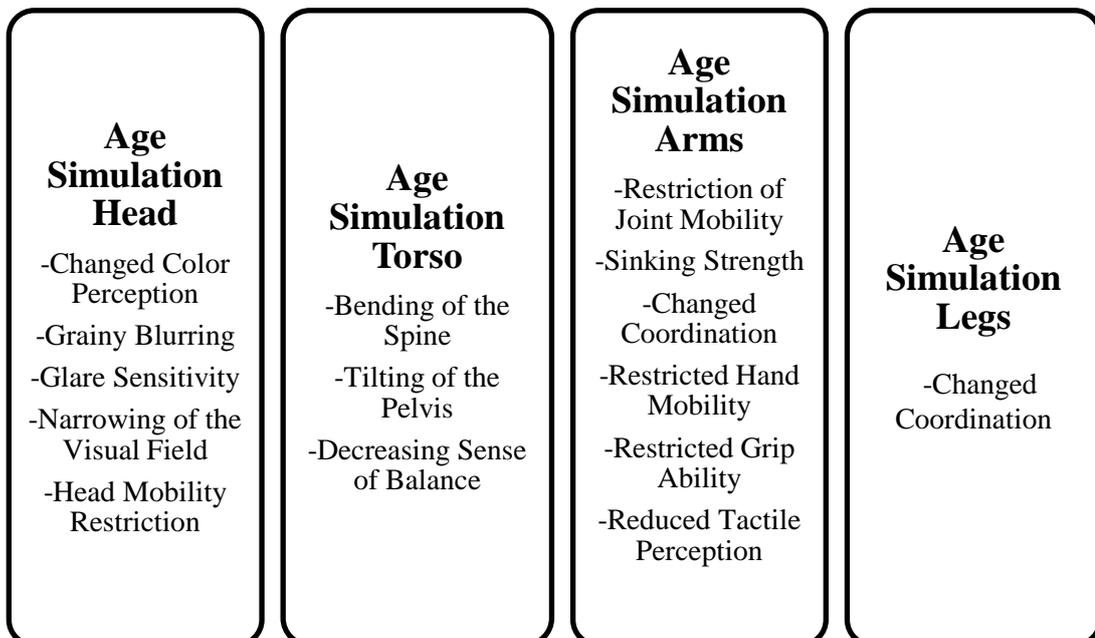 Age
Simulation
Head
-Changed Color
Perception
-Grainy Blurring
-Glare Sensitivity
-Narrowing of the
Visual Field
-Head Mobility
Restriction
Age
Simulation
Torso
-Bending of the
Spine
-Tilting of the
Pelvis
-Decreasing Sense
of Balance
Age
Simulation
Arms
-Restriction of
Joint Mobility
-Sinking Strength
-Changed
Coordination
-Restricted Hand
Mobility
-Restricted Grip
Ability
-Reduced Tactile
Perception
Age
Simulation
Legs
-Changed
Coordination